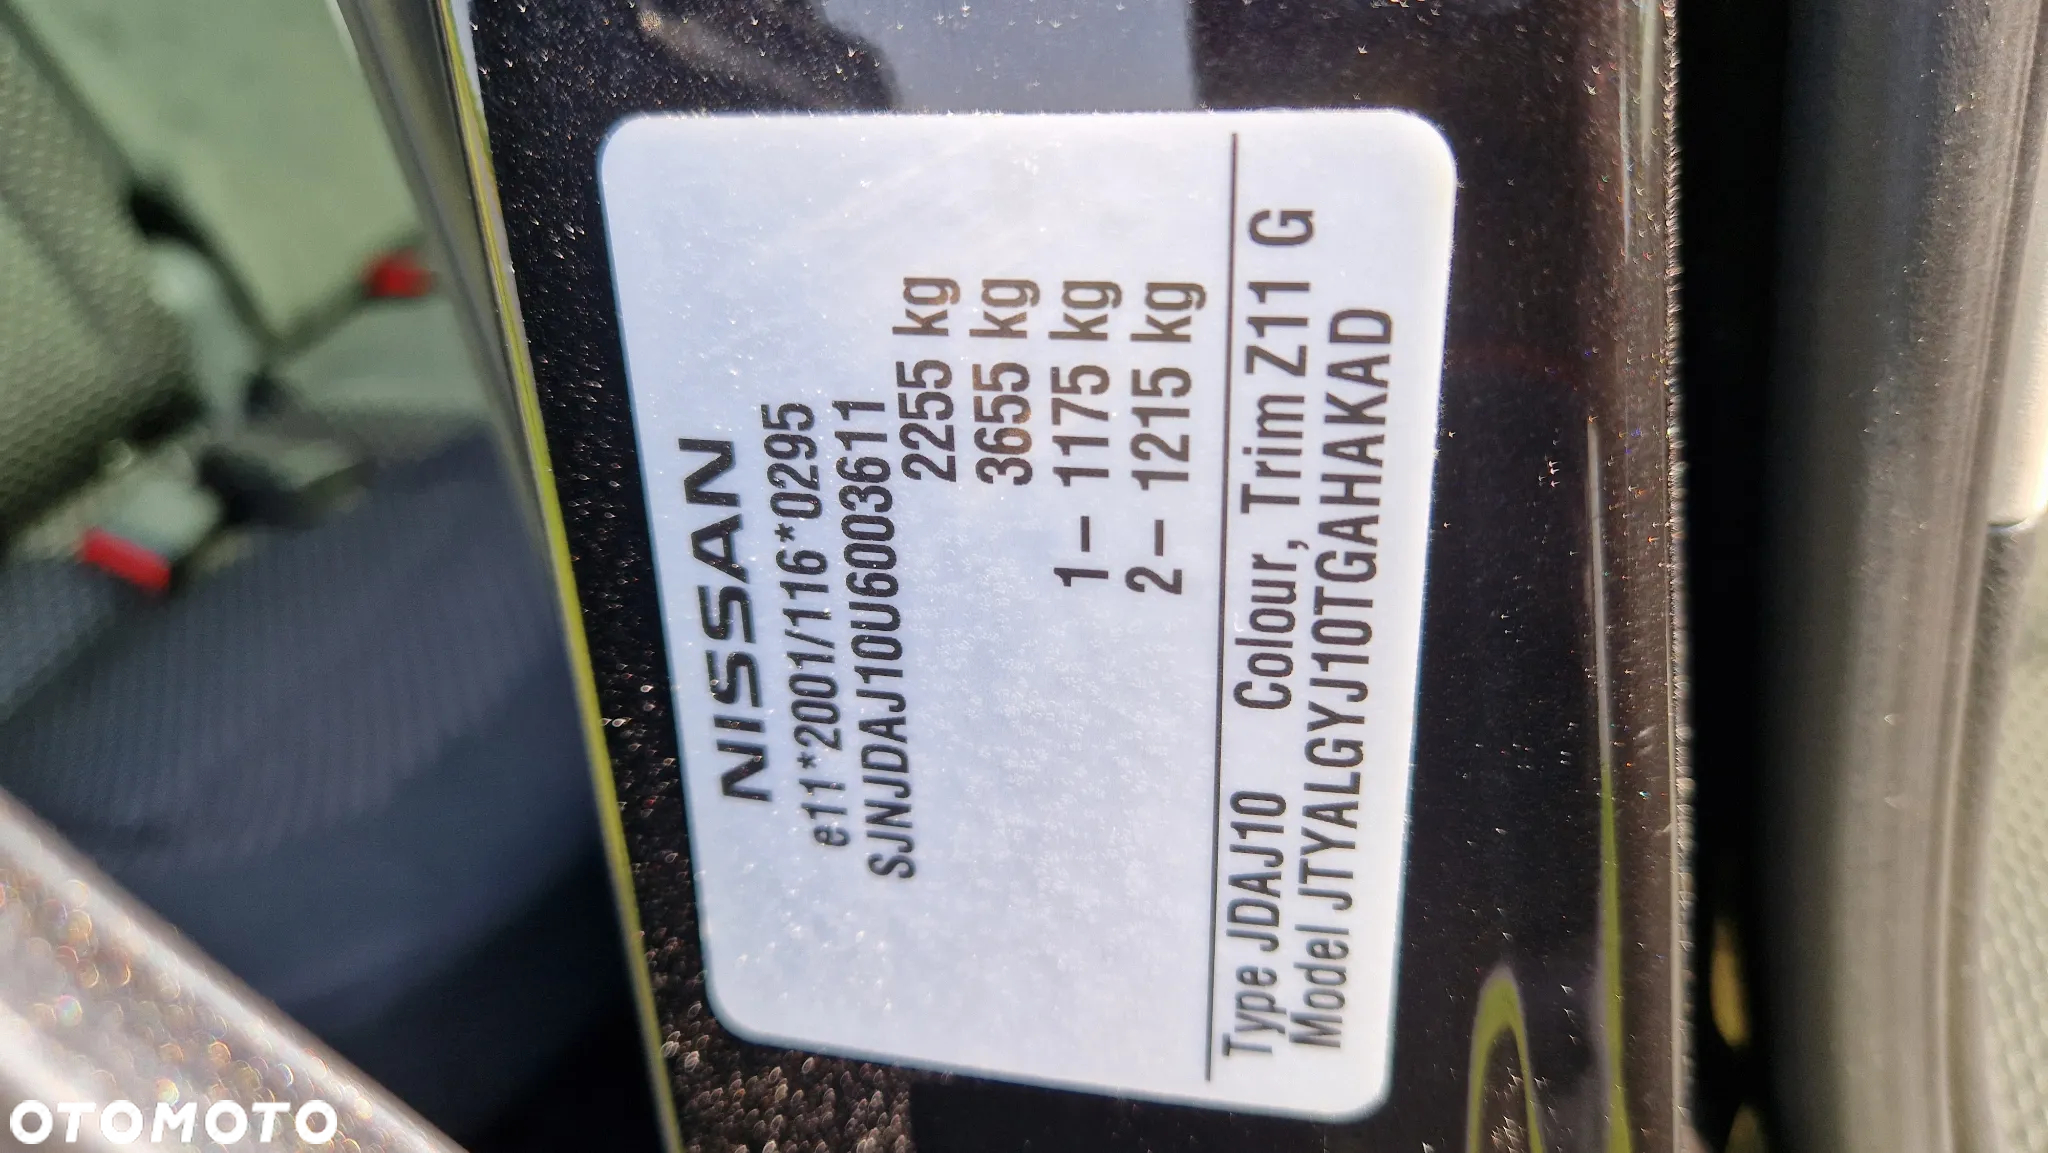 NISSAN
e11*2001/116*0295
SJNJDAJ10U6003611
2255 kg
3655 kg
1 – 1175 kg
2 – 1215 kg
Type JDAJ10 Colour, Trim Z11 G
Model JTYALGYJ10TGAHAKAD
OTOMOTO